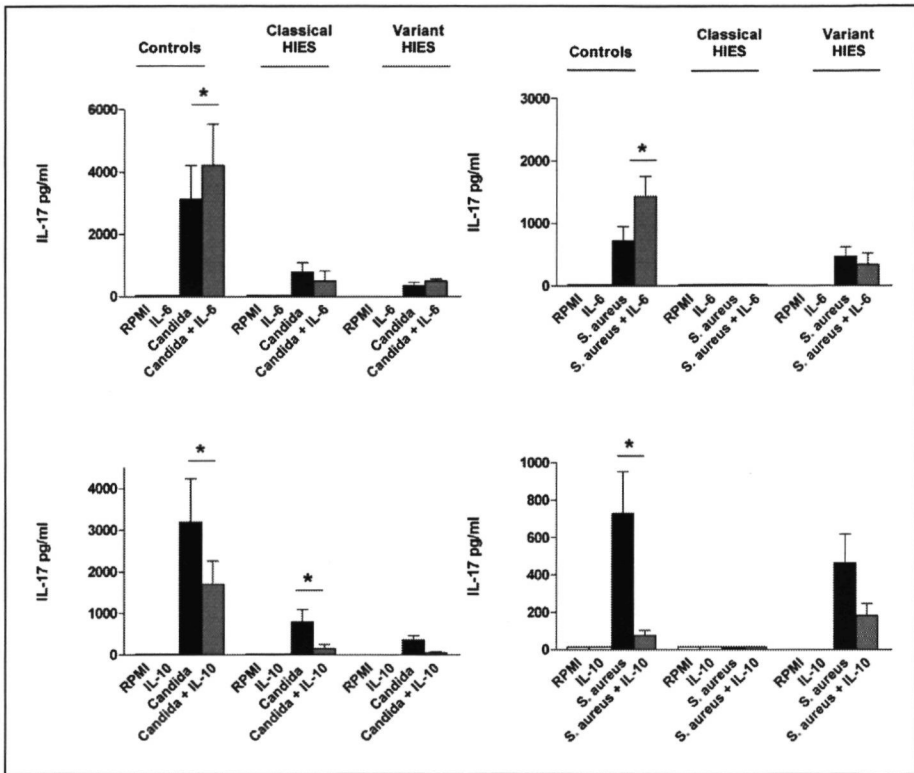 Controls
Classical
HIES
Variant
HIES
*
6000
4000
2000
0
IL-17 pg/ml
RPMI
IL-6
Candida
Candida + IL-6
RPMI
IL-6
Candida
Candida + IL-6
RPMI
IL-6
Candida
Candida + IL-6
Controls
Classical
HIES
Variant
HIES
*
3000
2000
1000
0
IL-17 pg/ml
RPMI
IL-6
S. aureus
S. aureus + IL-6
RPMI
IL-6
S. aureus
S. aureus + IL-6
RPMI
IL-6
S. aureus
S. aureus + IL-6
*
*
4000
3000
2000
1000
0
IL-17 pg/ml
RPMI
IL-10
Candida
Candida + IL-10
RPMI
IL-10
Candida
Candida + IL-10
RPMI
IL-10
Candida
Candida + IL-10
*
1000
800
600
400
200
0
IL-17 pg/ml
RPMI
IL-10
S. aureus
S. aureus + IL-10
RPMI
IL-10
S. aureus
S. aureus + IL-10
RPMI
IL-10
S. aureus
S. aureus + IL-10